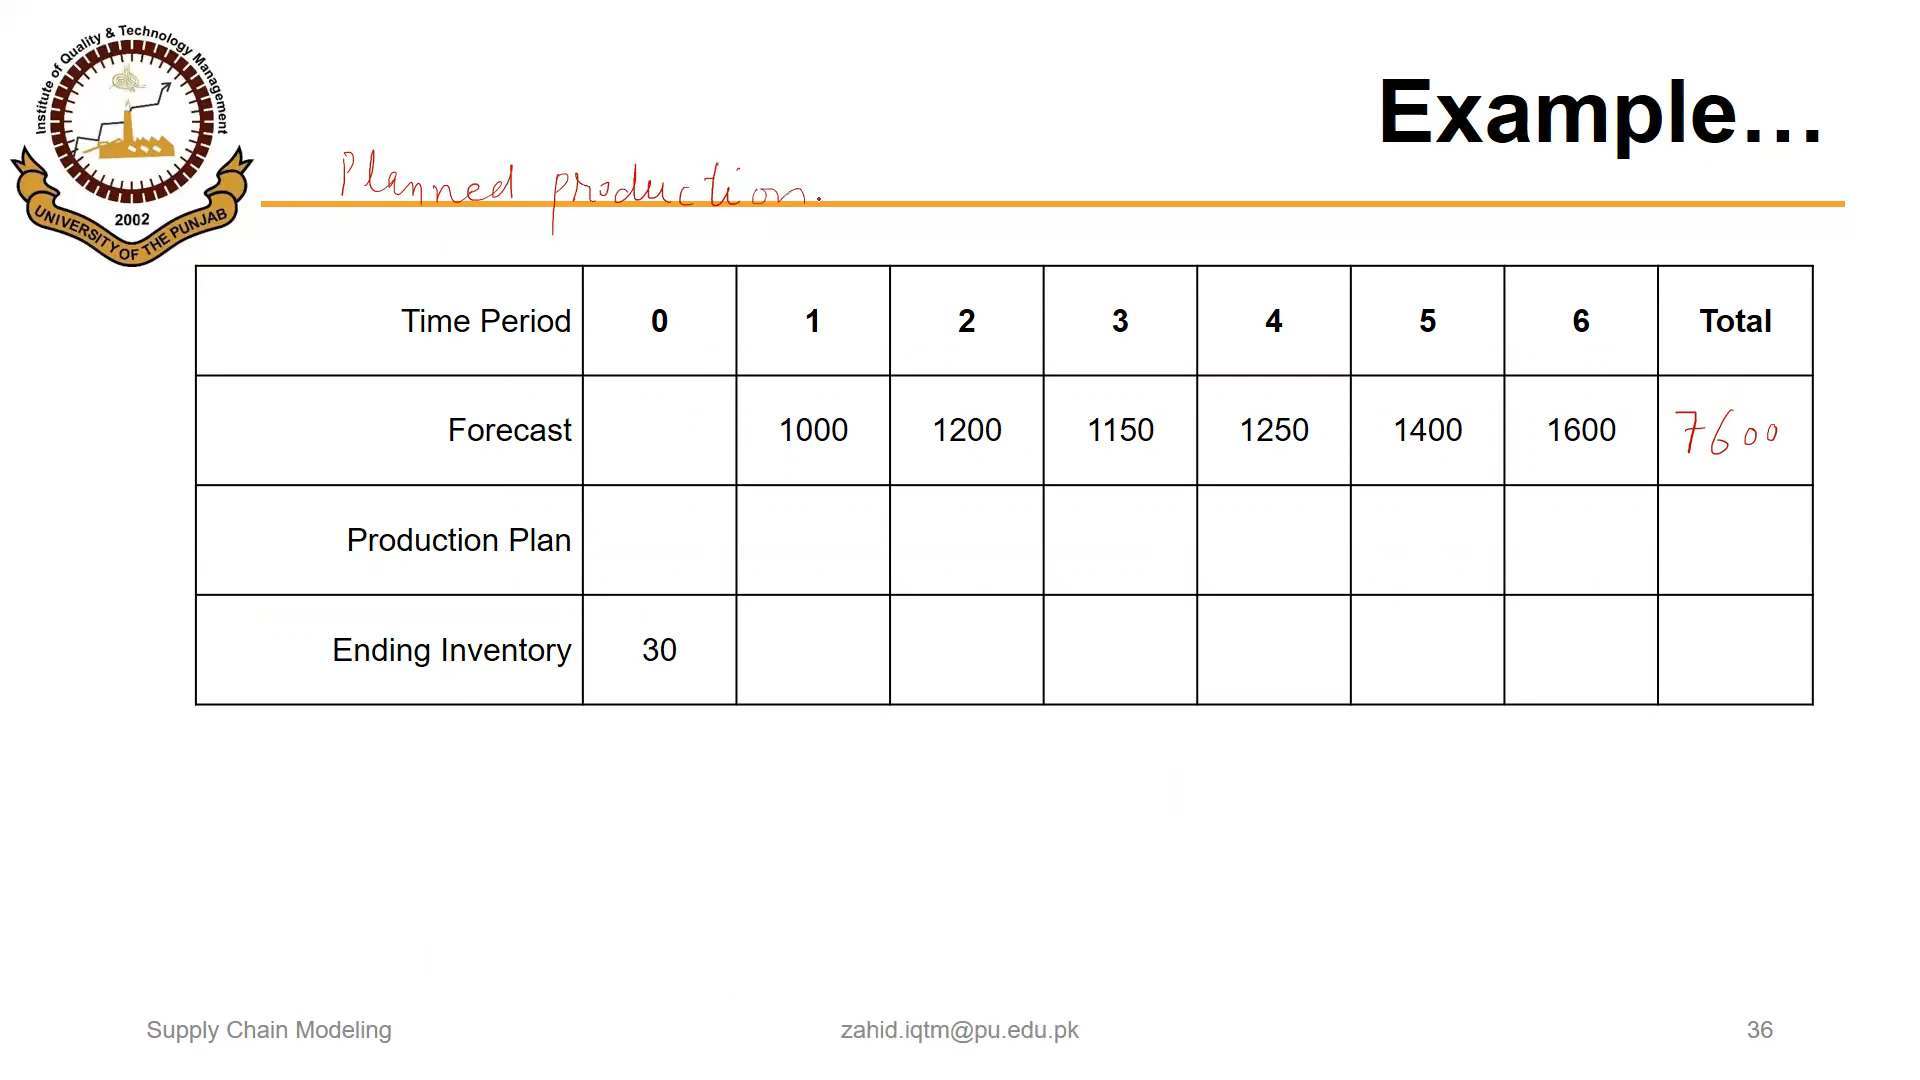 Institute of Quality & Technology Management
2002
UNIVERSITY OF THE PUNJAB
Example…
Planned production.
Time Period 0 1 2 3 4 5 6 Total
Forecast 1000 1200 1150 1250 1400 1600 7600
Production Plan
Ending Inventory 30
Supply Chain Modeling zahid.iqtm@pu.edu.pk 36